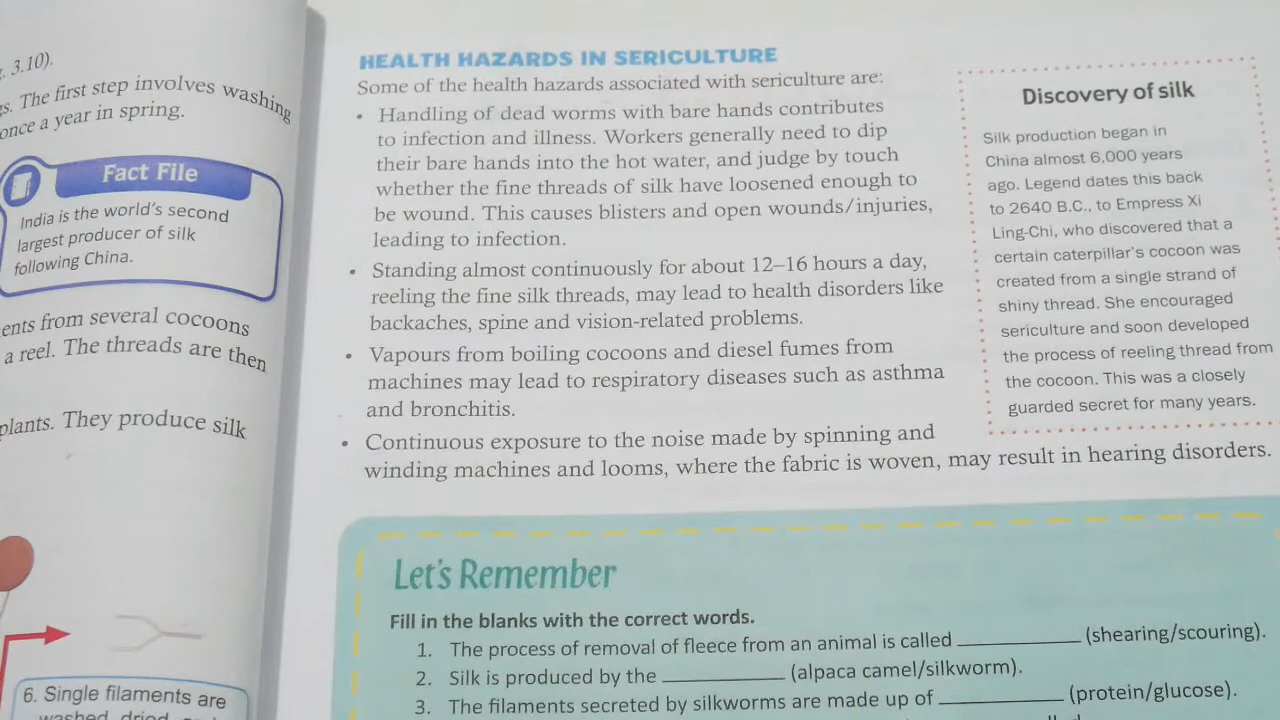 3.10).
The first step involves washing
once a year in spring.
Fact File
India is the world's second
largest producer of silk
following China.
from several cocoons
a reel. The threads are then
plants. They produce silk
6. Single filaments are
washed, dried
HEALTH HAZARDS IN SERICULTURE
Some of the health hazards associated with sericulture are:
• Handling of dead worms with bare hands contributes
to infection and illness. Workers generally need to dip
their bare hands into the hot water, and judge by touch
whether the fine threads of silk have loosened enough to
be wound. This causes blisters and open wounds/injuries,
leading to infection.
• Standing almost continuously for about 12–16 hours a day,
reeling the fine silk threads, may lead to health disorders like
backaches, spine and vision-related problems.
• Vapours from boiling cocoons and diesel fumes from
machines may lead to respiratory diseases such as asthma
and bronchitis.
• Continuous exposure to the noise made by spinning and
winding machines and looms, where the fabric is woven, may result in hearing disorders.
Discovery of silk
Silk production began in
China almost 6,000 years
ago. Legend dates this back
to 2640 B.C., to Empress Xi
Ling-Chi, who discovered that a
certain caterpillar's cocoon was
created from a single strand of
shiny thread. She encouraged
sericulture and soon developed
the process of reeling thread from
the cocoon. This was a closely
guarded secret for many years.
Let's Remember
Fill in the blanks with the correct words.
1. The process of removal of fleece from an animal is called ____________ (shearing/scouring).
2. Silk is produced by the ____________ (alpaca camel/silkworm).
3. The filaments secreted by silkworms are made up of ____________ (protein/glucose).